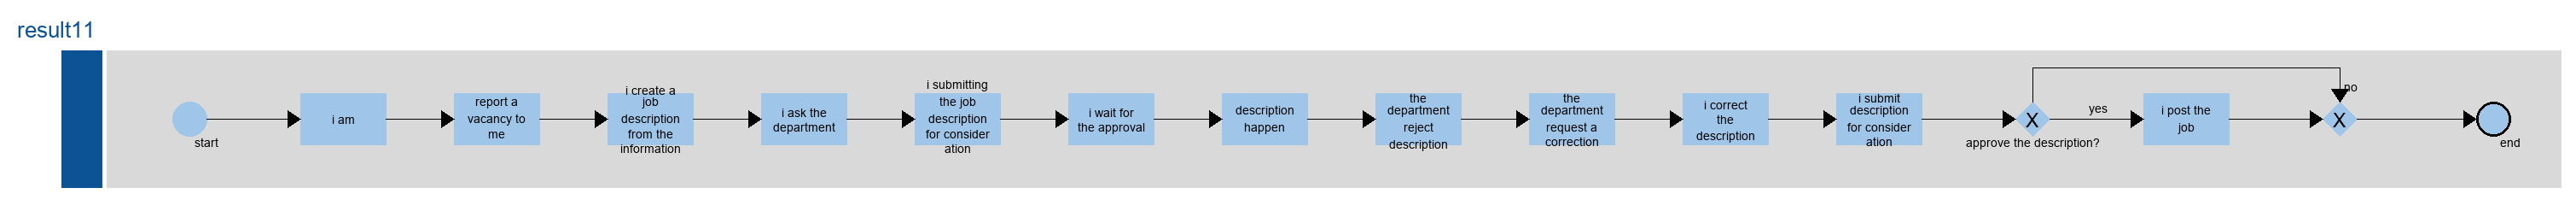 result11
start
i am
report a
vacancy to
me
i create a
job
description
from the
information
i ask the
department
i submitting
the job
description
for consider
ation
i wait for
the approval
description
happen
the
department
reject
description
the
department
request a
correction
i correct
the
description
i submit
description
for consider
ation
X
approve the description?
yes
i post the
job
no
X
end